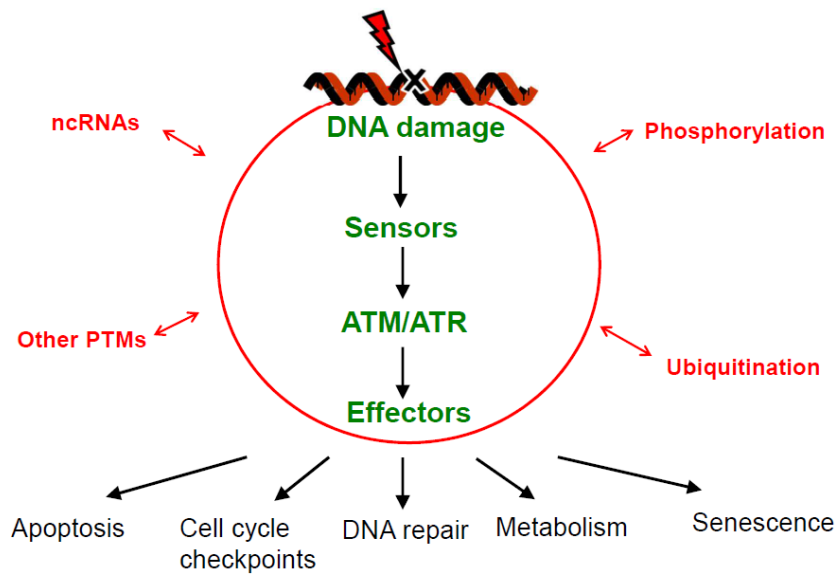 DNA damage
ncRNAs
Phosphorylation
Sensors
ATM/ATR
Other PTMs
Ubiquitination
Effectors
Apoptosis
Cell cycle
checkpoints
DNA repair
Metabolism
Senescence